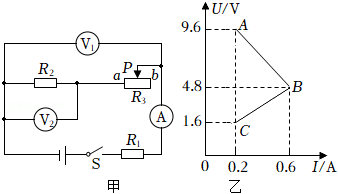 V₁
R₂ a P b
R₃
V₂ A
S R₁
甲
U/V
9.6 A
4.8 B
1.6 C
0 0.2 0.6 I/A
乙